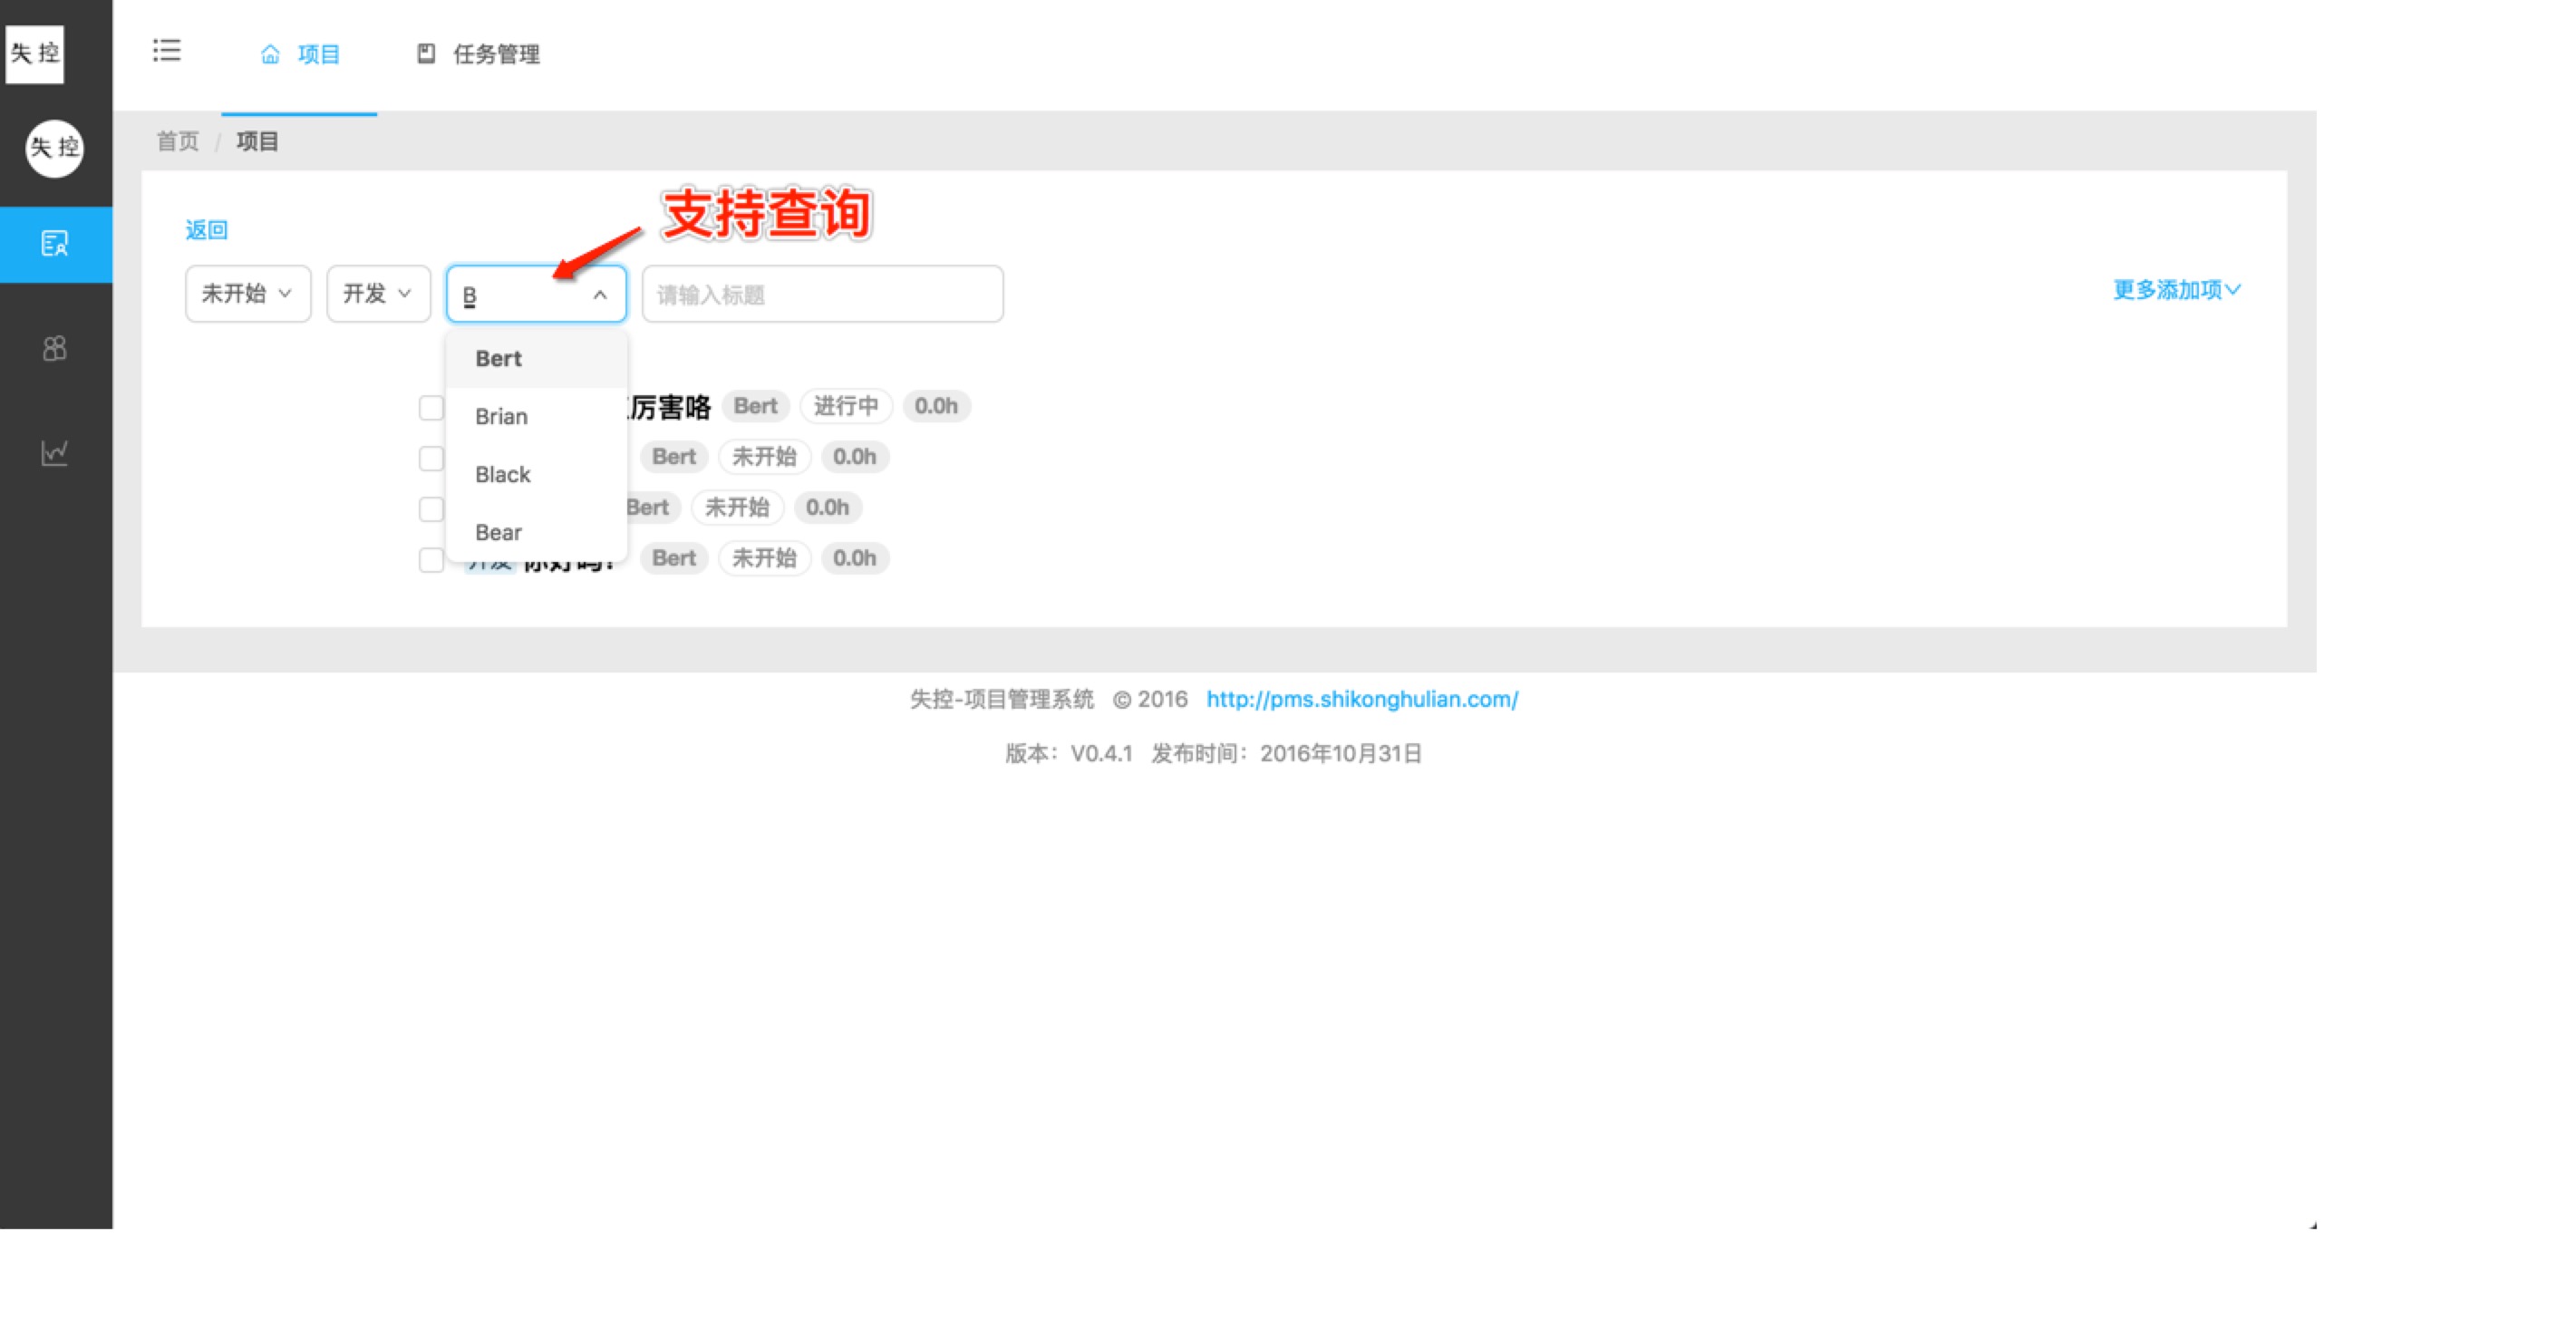 失 控
项目
任务管理
失 控
首页 / 项目
支持查询
返回
未开始
开发
B
请输入标题
更多添加项
Bert
Brian
Black
Bear
厉害咯 Bert 进行中 0.0h
Bert 未开始 0.0h
Bert 未开始 0.0h
开发 你好吗! Bert 未开始 0.0h
失控-项目管理系统 © 2016 http://pms.shikonghulian.com/
版本：V0.4.1 发布时间：2016年10月31日